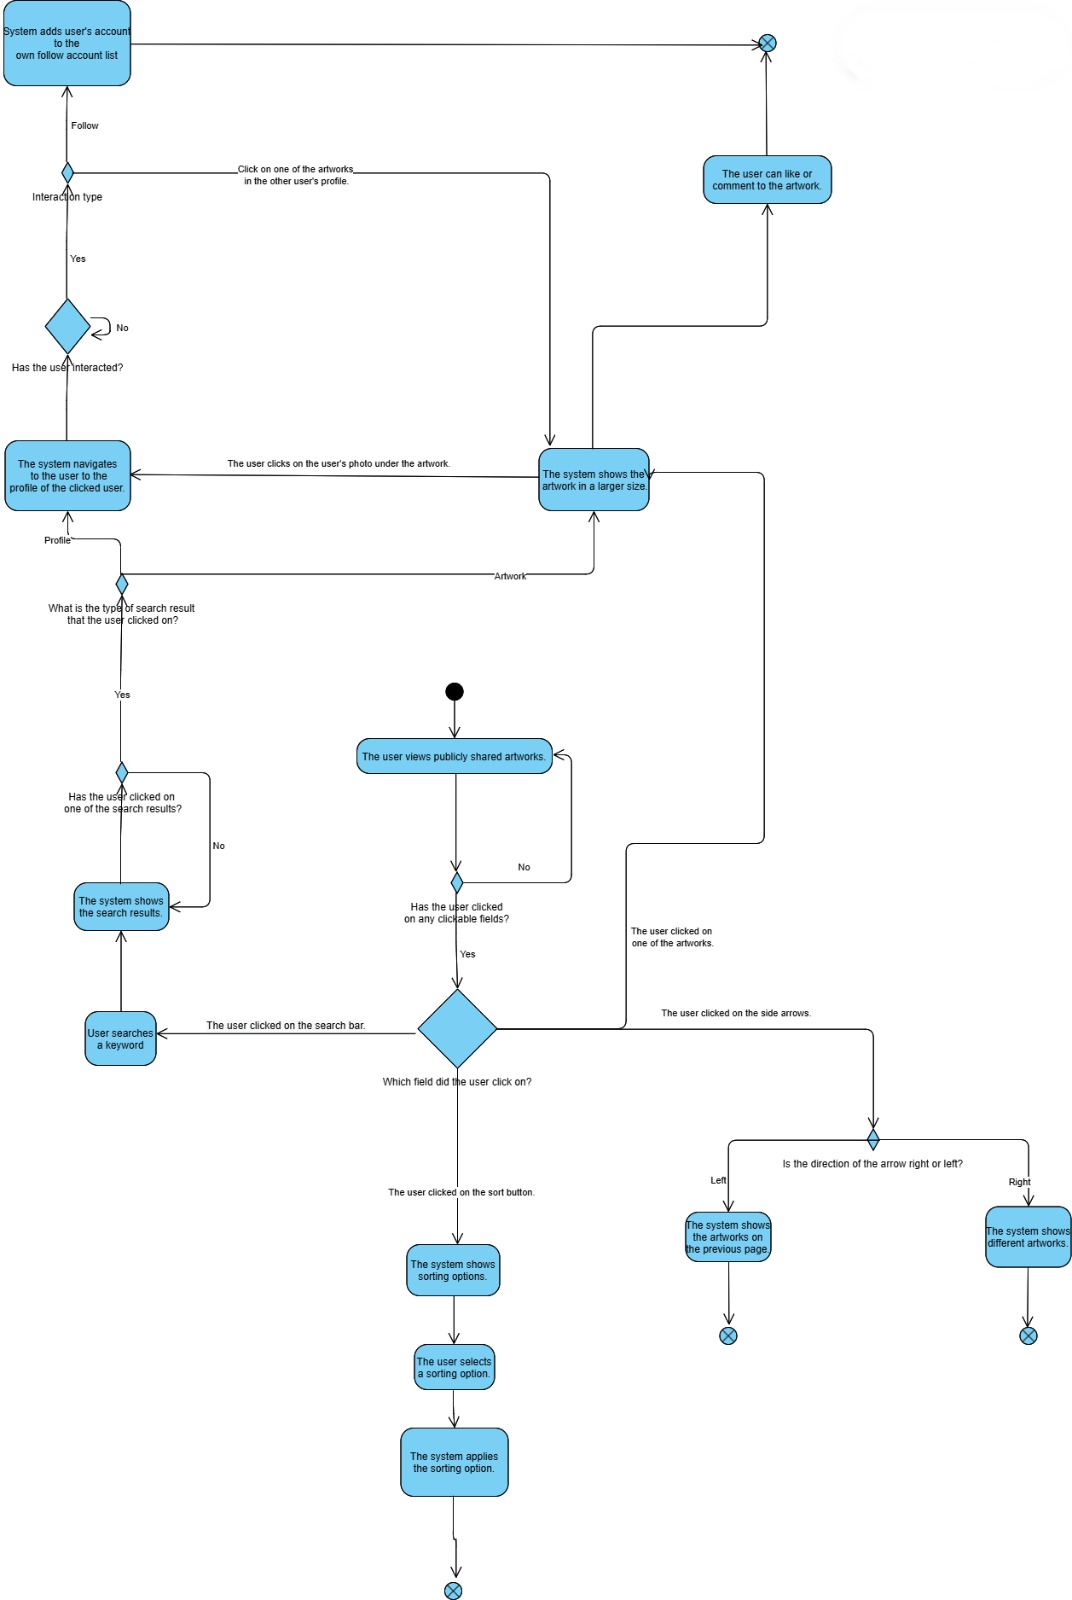 System adds user's account
to the
own follow account list
Follow
Interaction type
Click on one of the artworks
in the other user's profile.
The user can like or
comment to the artwork.
Yes
No
Has the user interacted?
The system navigates
to the user to the
profile of the clicked user.
The user clicks on the user's photo under the artwork.
The system shows the
artwork in a larger size.
Profile
Artwork
What is the type of search result
that the user clicked on?
Yes
The user views publicly shared artworks.
Has the user clicked on
one of the search results?
No
No
The system shows
the search results.
Has the user clicked
on any clickable fields?
Yes
The user clicked on
one of the artworks.
User searches
a keyword
The user clicked on the search bar.
The user clicked on the side arrows.
Which field did the user click on?
Is the direction of the arrow right or left?
Left
Right
The user clicked on the sort button.
The system shows
the artworks on
the previous page.
The system shows
different artworks.
The system shows
sorting options.
The user selects
a sorting option.
The system applies
the sorting option.